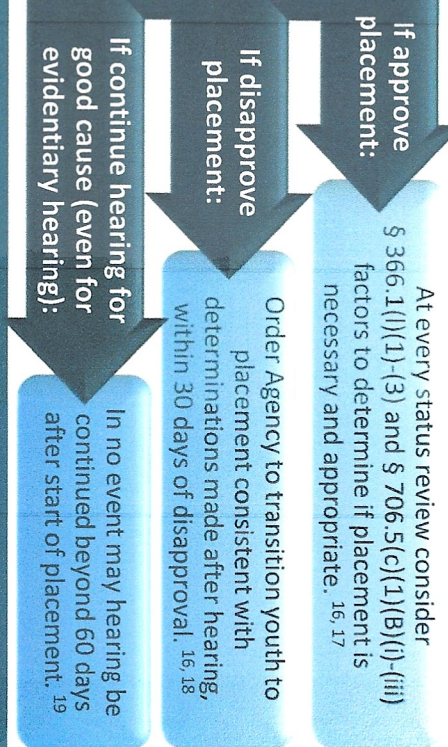 If approve
placement:
At every status review consider
§ 366.1(l)(1)-(3) and § 706.5(c)(1)(B)(i)-(iii)
factors to determine if placement is
necessary and appropriate. 16,17
If disapprove
placement:
Order Agency to transition youth to
placement consistent with
determinations made after hearing,
within 30 days of disapproval. 16,18
If continue hearing for
good cause (even for
evidentiary hearing):
In no event may hearing be
continued beyond 60 days
after start of placement. 19